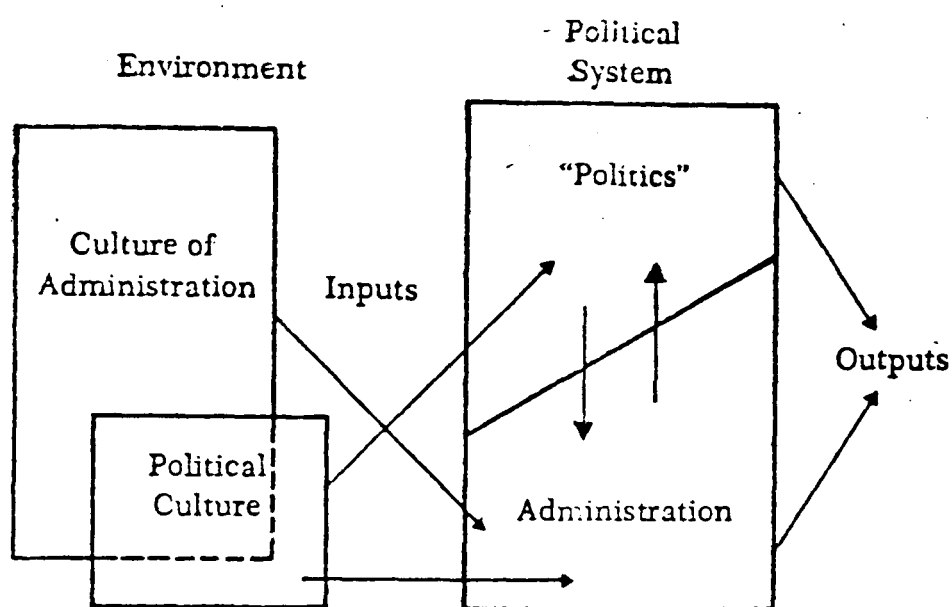 Political
System
Environment
"Politics"
Culture of
Administration
Inputs
Outputs
Political
Culture
Administration